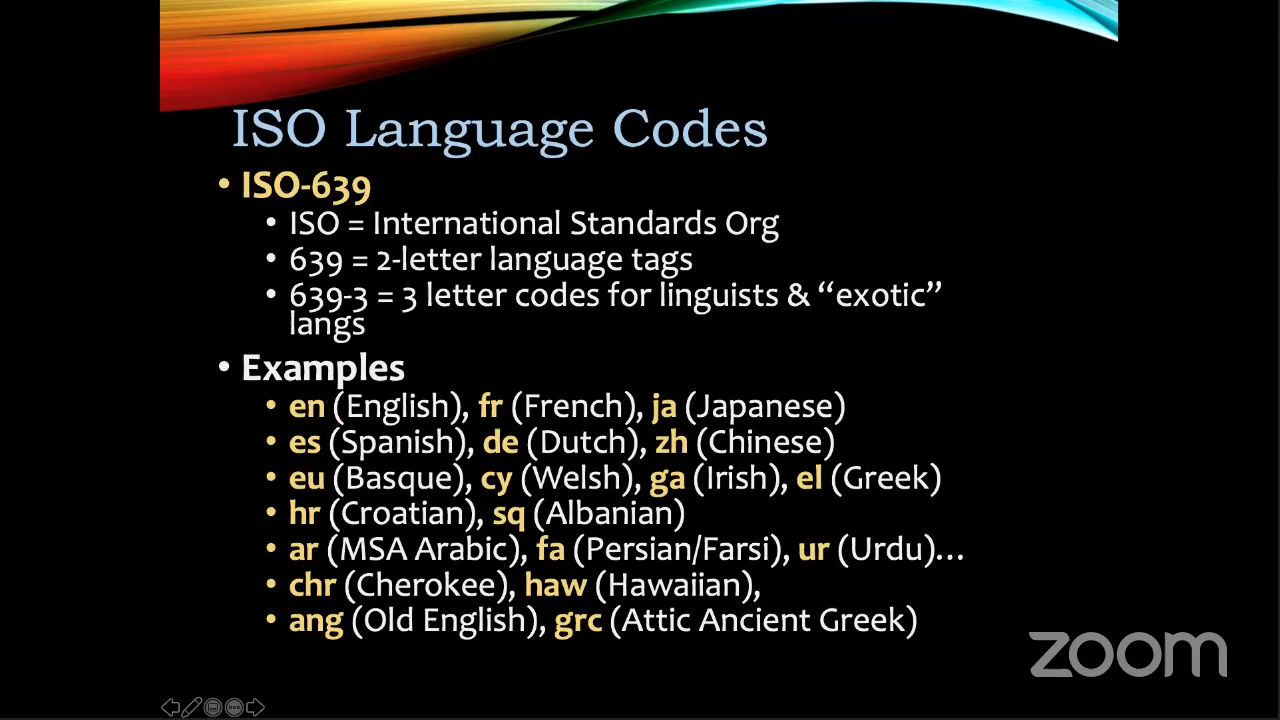 ISO Language Codes
• ISO-639
• ISO = International Standards Org
• 639 = 2-letter language tags
• 639-3 = 3 letter codes for linguists & “exotic”
langs
• Examples
• en (English), fr (French), ja (Japanese)
• es (Spanish), de (Dutch), zh (Chinese)
• eu (Basque), cy (Welsh), ga (Irish), el (Greek)
• hr (Croatian), sq (Albanian)
• ar (MSA Arabic), fa (Persian/Farsi), ur (Urdu)…
• chr (Cherokee), haw (Hawaiian),
• ang (Old English), grc (Attic Ancient Greek)
zoom